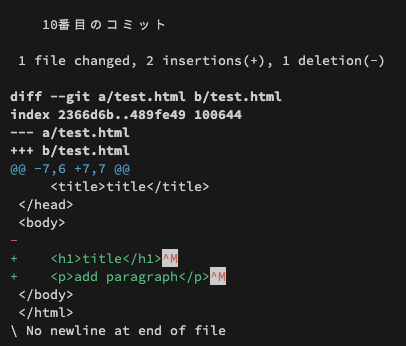 10番目のコミット
1 file changed, 2 insertions(+), 1 deletion(-)
diff --git a/test.html b/test.html
index 2366d6b..489fe49 100644
--- a/test.html
+++ b/test.html
@@ -7,6 +7,7 @@
     <title>title</title>
 </head>
 <body>
-
+    <h1>title</h1>^M
+    <p>add paragraph</p>^M
 </body>
 </html>
\ No newline at end of file